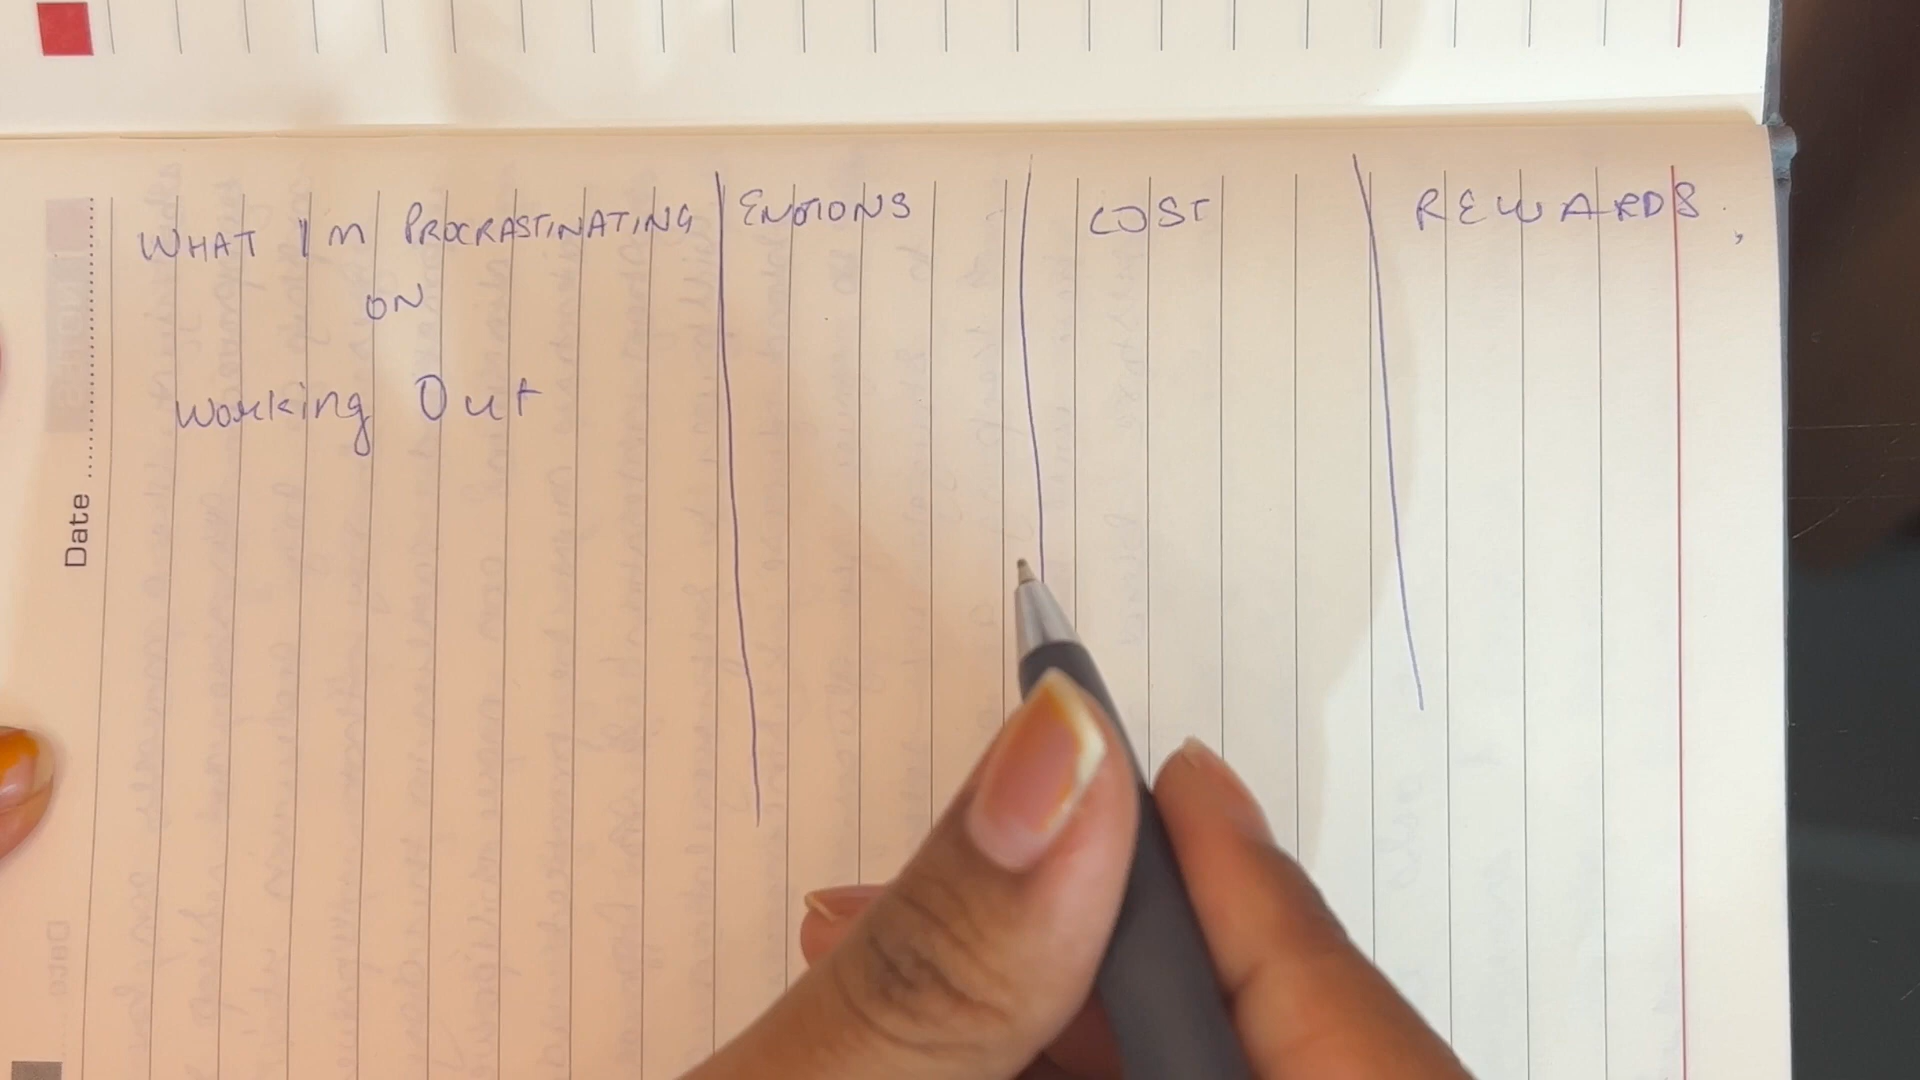 WHAT I'M PROCRASTINATING
ON
EMOTIONS
COST
REWARDS
Working Out
Date